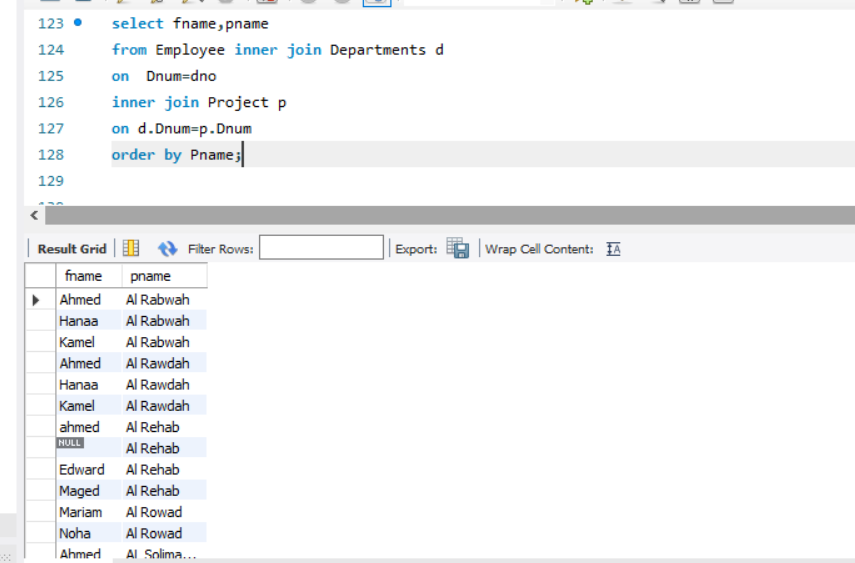 123 select fname,pname
124 from Employee inner join Departments d
125 on  Dnum=dno
126 inner join Project p
127 on d.Dnum=p.Dnum
128 order by Pname;
129
Result Grid Filter Rows: Export: Wrap Cell Content: IA
fname pname
Ahmed Al Rabwah
Hanaa Al Rabwah
Kamel Al Rabwah
Ahmed Al Rawdah
Hanaa Al Rawdah
Kamel Al Rawdah
ahmed Al Rehab
NULL Al Rehab
Edward Al Rehab
Maged Al Rehab
Mariam Al Rowad
Noha Al Rowad
Ahmed AL Solima...